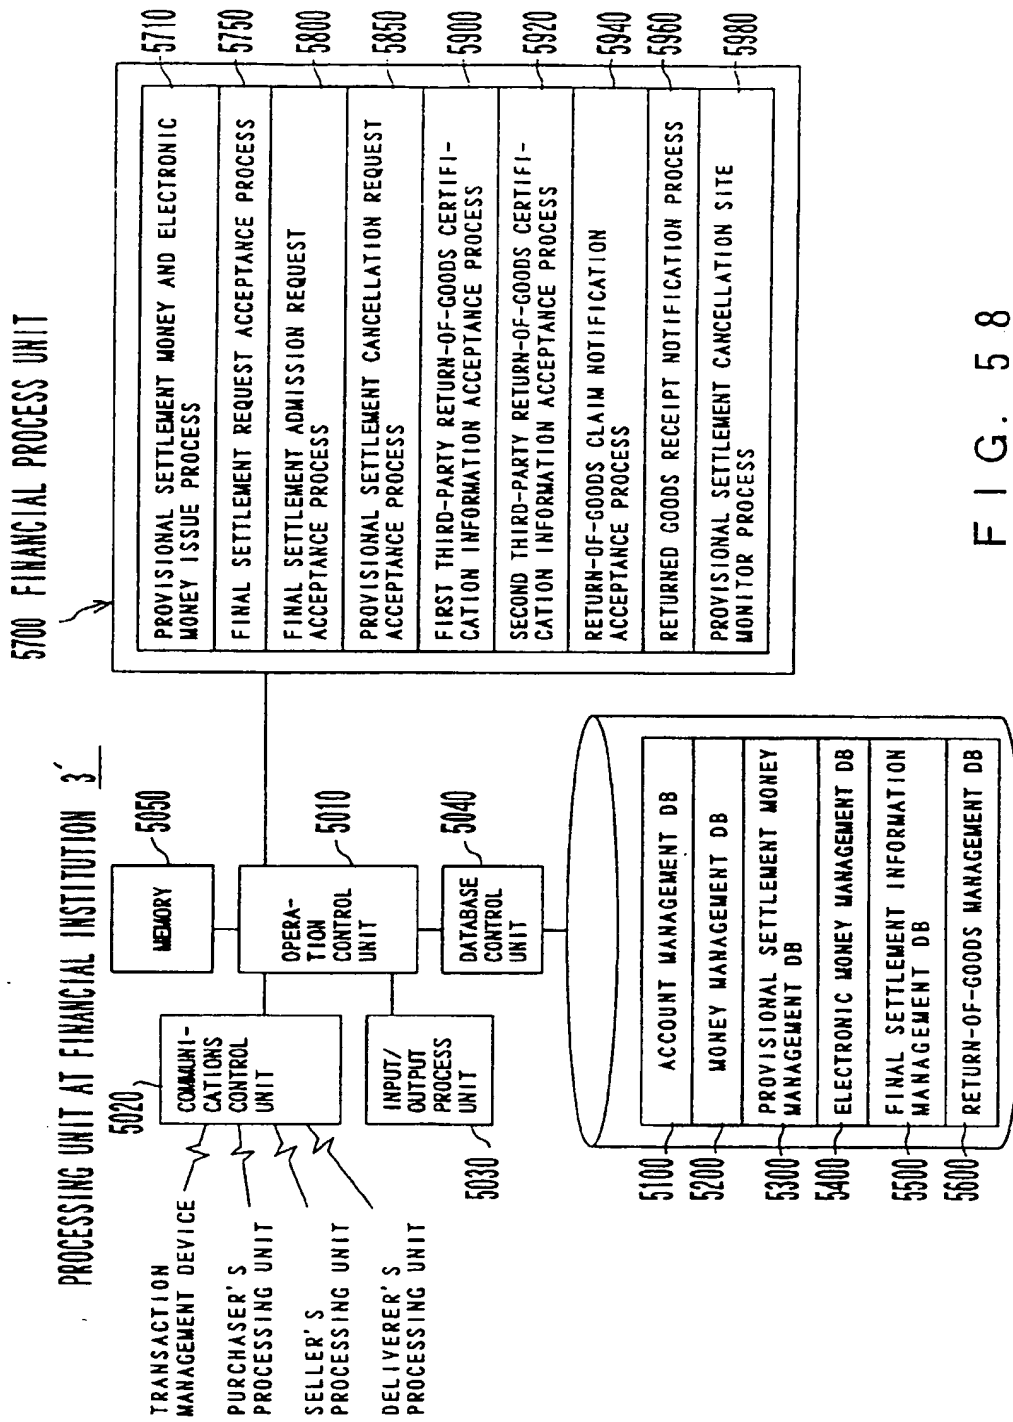 PROCESSING UNIT AT FINANCIAL INSTITUTION 3´
TRANSACTION
MANAGEMENT DEVICE
PURCHASER'S
PROCESSING UNIT
SELLER'S
PROCESSING UNIT
DELIVERER'S
PROCESSING UNIT
5020
COMMUNI-
CATIONS
CONTROL
UNIT
INPUT/
OUTPUT
PROCESS
UNIT
5030
MEMORY
5050
OPERA-
TION
CONTROL
UNIT
5010
DATABASE
CONTROL
UNIT
5040
5100
ACCOUNT MANAGEMENT DB
5200
MONEY MANAGEMENT DB
5300
PROVISIONAL SETTLEMENT MONEY
MANAGEMENT DB
5400
ELECTRONIC MONEY MANAGEMENT DB
5500
FINAL SETTLEMENT INFORMATION
MANAGEMENT DB
5600
RETURN-OF-GOODS MANAGEMENT DB
5700 FINANCIAL PROCESS UNIT
PROVISIONAL SETTLEMENT MONEY AND ELECTRONIC
MONEY ISSUE PROCESS
5710
FINAL SETTLEMENT REQUEST ACCEPTANCE PROCESS
5750
FINAL SETTLEMENT ADMISSION REQUEST
ACCEPTANCE PROCESS
5800
PROVISIONAL SETTLEMENT CANCELLATION REQUEST
ACCEPTANCE PROCESS
5850
FIRST THIRD-PARTY RETURN-OF-GOODS CERTIFI-
CATION INFORMATION ACCEPTANCE PROCESS
5900
SECOND THIRD-PARTY RETURN-OF-GOODS CERTIFI-
CATION INFORMATION ACCEPTANCE PROCESS
5920
RETURN-OF-GOODS CLAIM NOTIFICATION
ACCEPTANCE PROCESS
5940
RETURNED GOODS RECEIPT NOTIFICATION PROCESS
5960
PROVISIONAL SETTLEMENT CANCELLATION SITE
MONITOR PROCESS
5980
FIG. 58